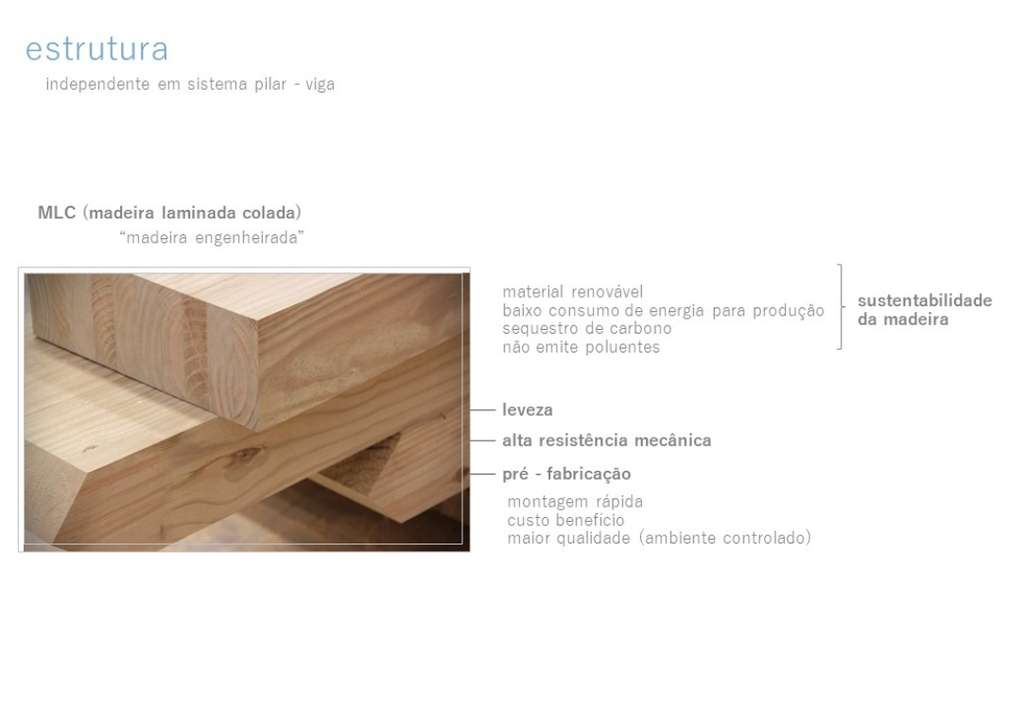 estrutura
independente em sistema pilar - viga
MLC (madeira laminada colada)
“madeira engenheirada”
material renovável
baixo consumo de energia para produção
sequestro de carbono
não emite poluentes
sustentabilidade
da madeira
leveza
alta resistência mecânica
pré - fabricação
montagem rápida
custo benefício
maior qualidade (ambiente controlado)